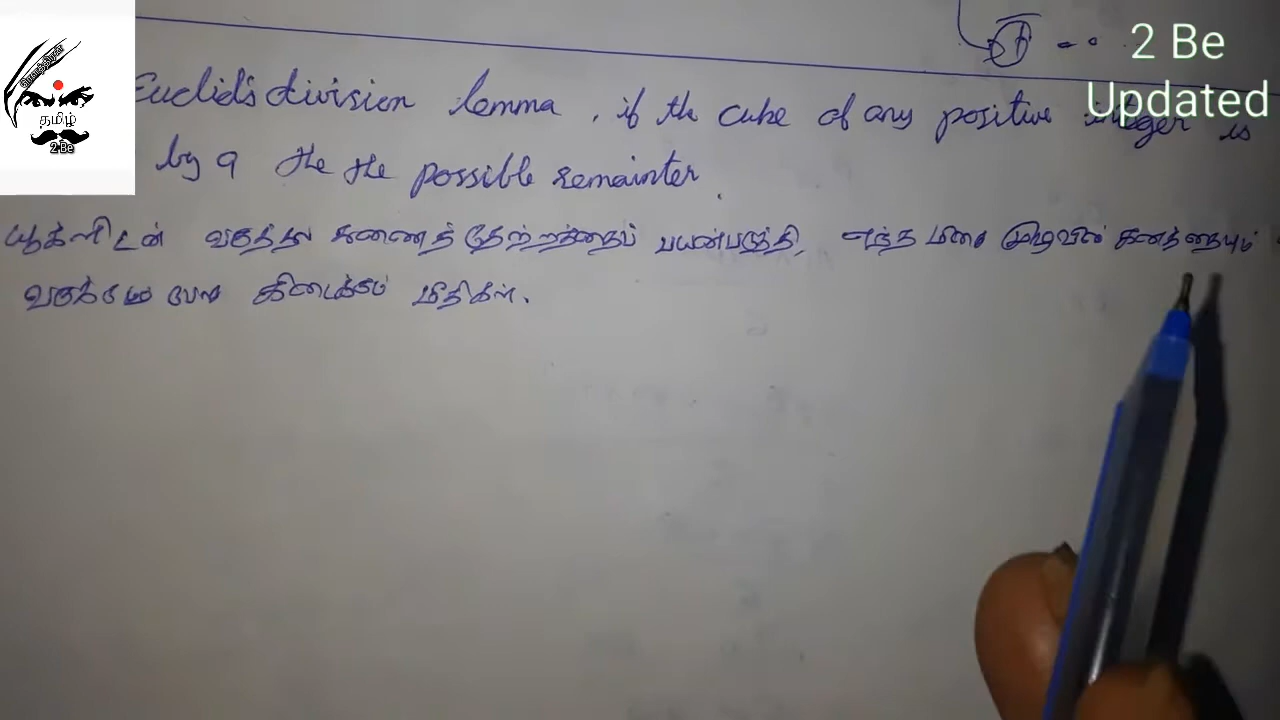 2 Be
Updated
தமிழ்
2 Be
Euclid's division lemma , if the cube of any positive integer is
by 9 the the possible remainter
யூக்ளிடன் வகுத்தல் துணைத் தேற்றத்தைப் பயன்படுத்தி, எந்த மிகை முழுவின் கனத்தையும்
கிடைக்கும் மீதிகள்.